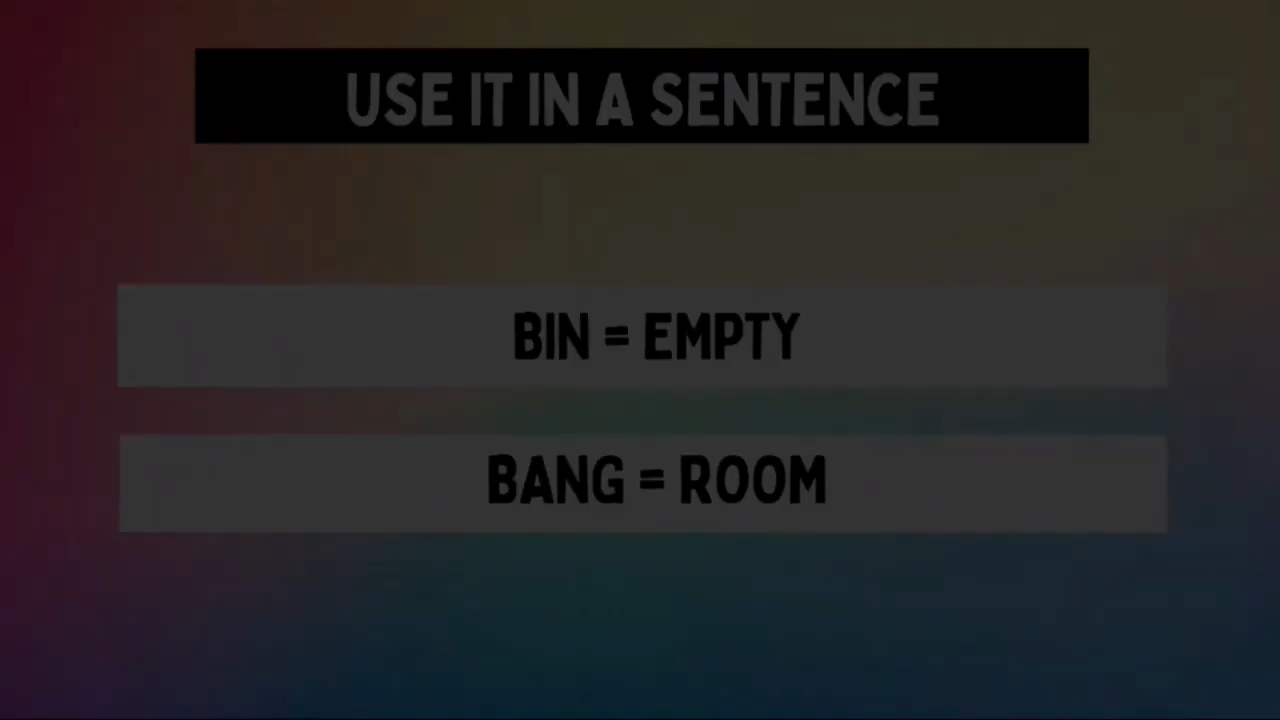 USE IT IN A SENTENCE
BIN = EMPTY
BANG = ROOM